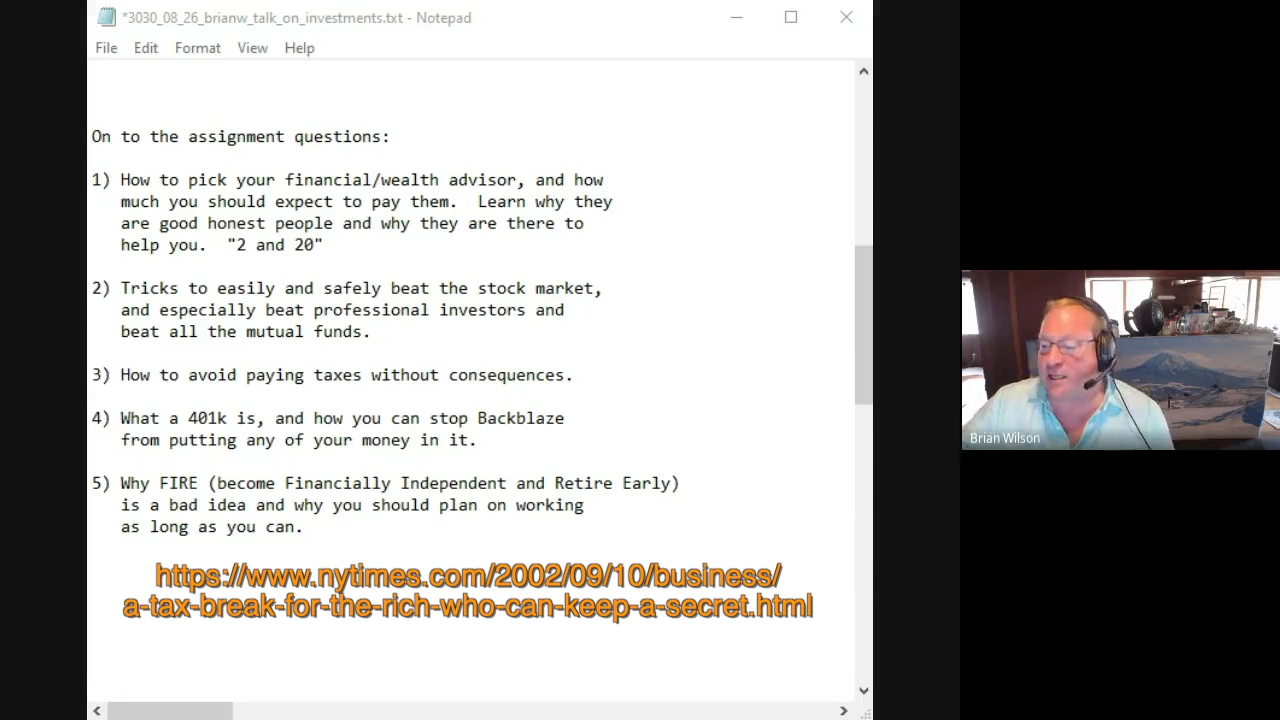 *3030_08_26_brianw_talk_on_investments.txt - Notepad
File Edit Format View Help
On to the assignment questions:
1) How to pick your financial/wealth advisor, and how
much you should expect to pay them. Learn why they
are good honest people and why they are there to
help you. "2 and 20"
2) Tricks to easily and safely beat the stock market,
and especially beat professional investors and
beat all the mutual funds.
3) How to avoid paying taxes without consequences.
4) What a 401k is, and how you can stop Backblaze
from putting any of your money in it.
5) Why FIRE (become Financially Independent and Retire Early)
is a bad idea and why you should plan on working
as long as you can.
https://www.nytimes.com/2002/09/10/business/
a-tax-break-for-the-rich-who-can-keep-a-secret.html
Brian Wilson